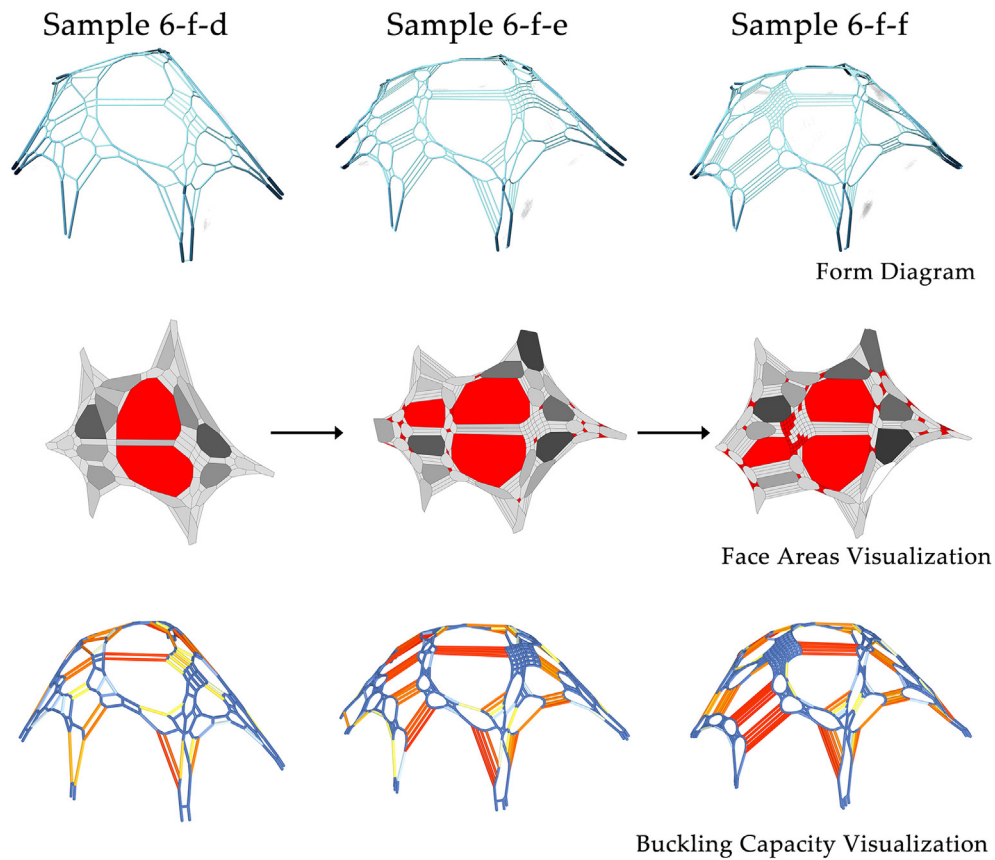 Sample 6-f-d
Sample 6-f-e
Sample 6-f-f
Form Diagram
Face Areas Visualization
Buckling Capacity Visualization